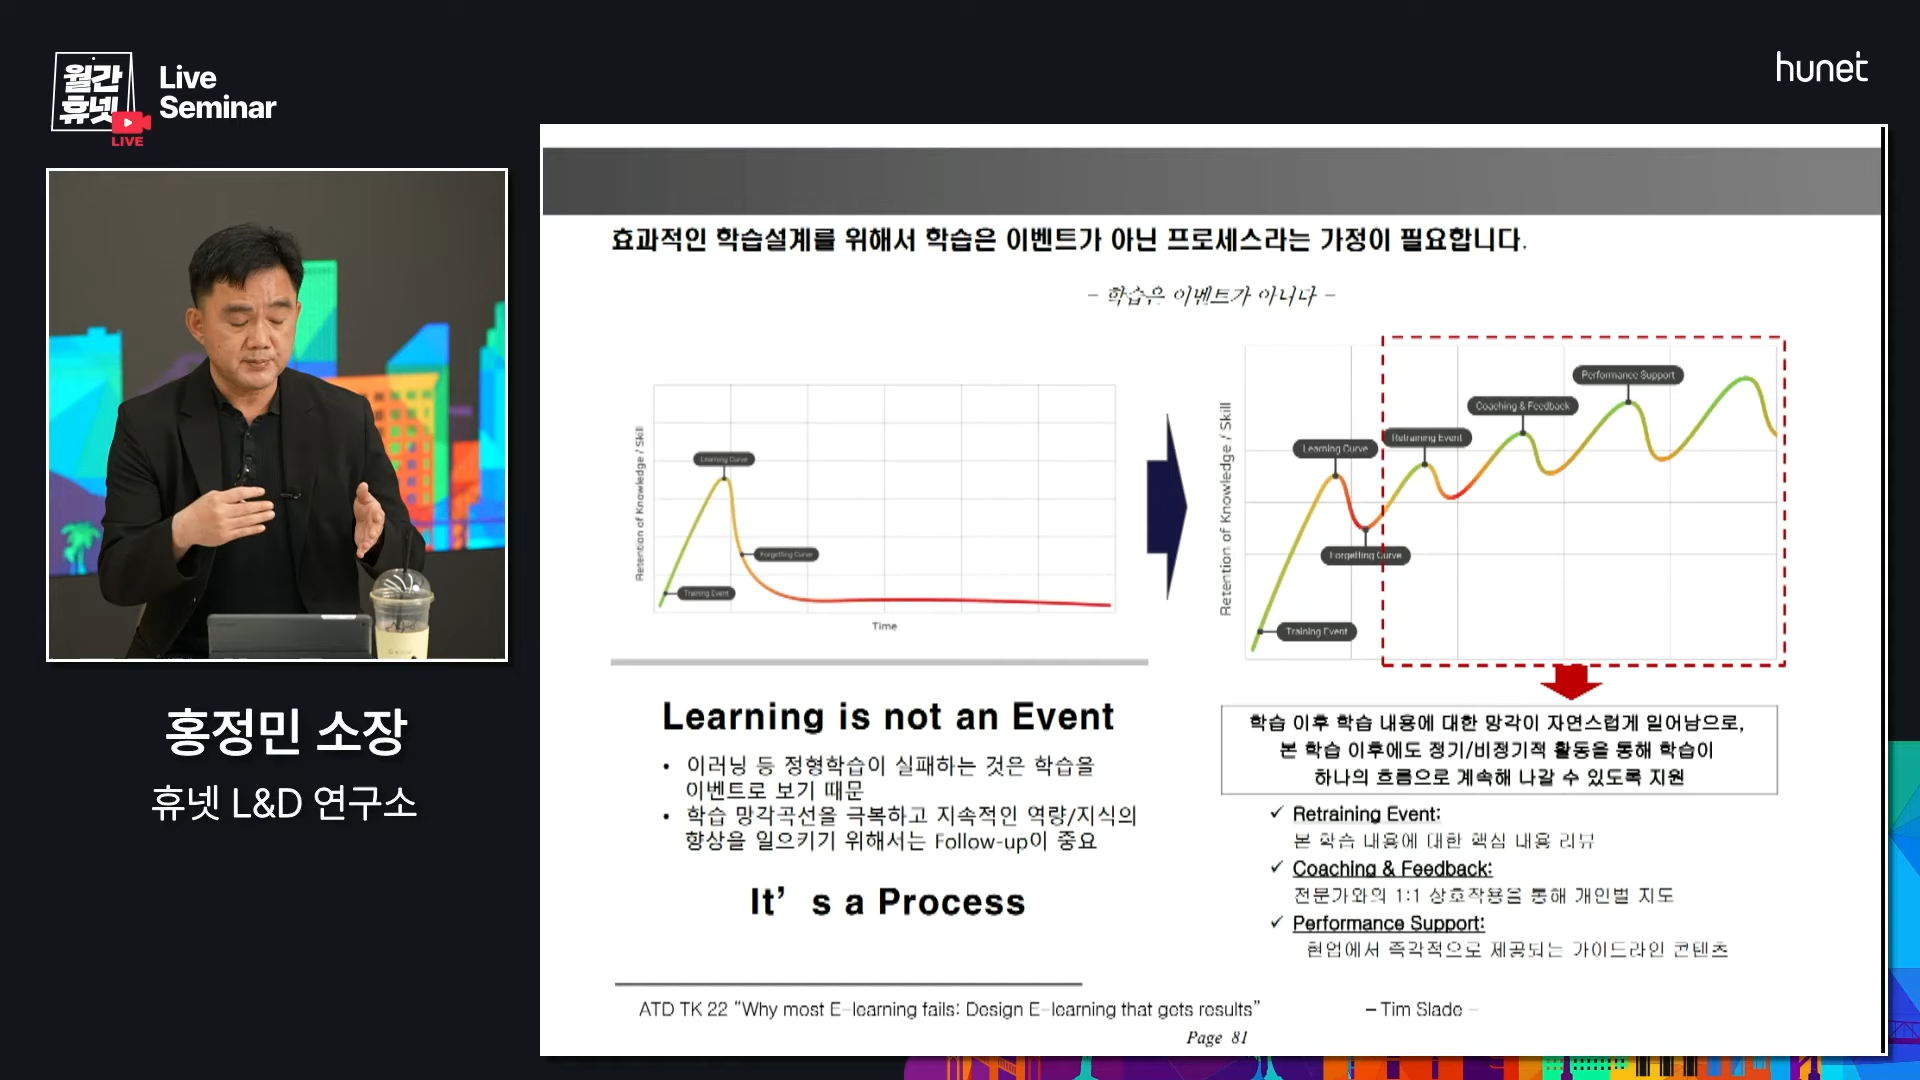 월간
휴넷
LIVE
Live
Seminar
hunet
홍정민 소장
휴넷 L&D 연구소
효과적인 학습설계를 위해서 학습은 이벤트가 아닌 프로세스라는 가정이 필요합니다.
- 학습은 이벤트가 아니다 -
Retention of Knowledge / Skill
Learning Curve
Forgetting Curve
Training Event
Time
Retention of Knowledge / Skill
Performance Support
Coaching & Feedback
Retraining Event
Learning Curve
Forgetting Curve
Training Event
Learning is not an Event
• 이러닝 등 정형학습이 실패하는 것은 학습을
이벤트로 보기 때문
• 학습 망각곡선을 극복하고 지속적인 역량/지식의
향상을 일으키기 위해서는 Follow-up이 중요
It's a Process
학습 이후 학습 내용에 대한 망각이 자연스럽게 일어남으로,
본 학습 이후에도 정기/비정기적 활동을 통해 학습이
하나의 흐름으로 계속해 나갈 수 있도록 지원
✓ Retraining Event:
본 학습 내용에 대한 핵심 내용 리뷰
✓ Coaching & Feedback:
전문가와의 1:1 상호작용을 통해 개인별 지도
✓ Performance Support:
현업에서 즉각적으로 제공되는 가이드라인 콘텐츠
ATD TK 22 “Why most E-learning fails: Design E-learning that gets results” - Tim Slade -
Page 81